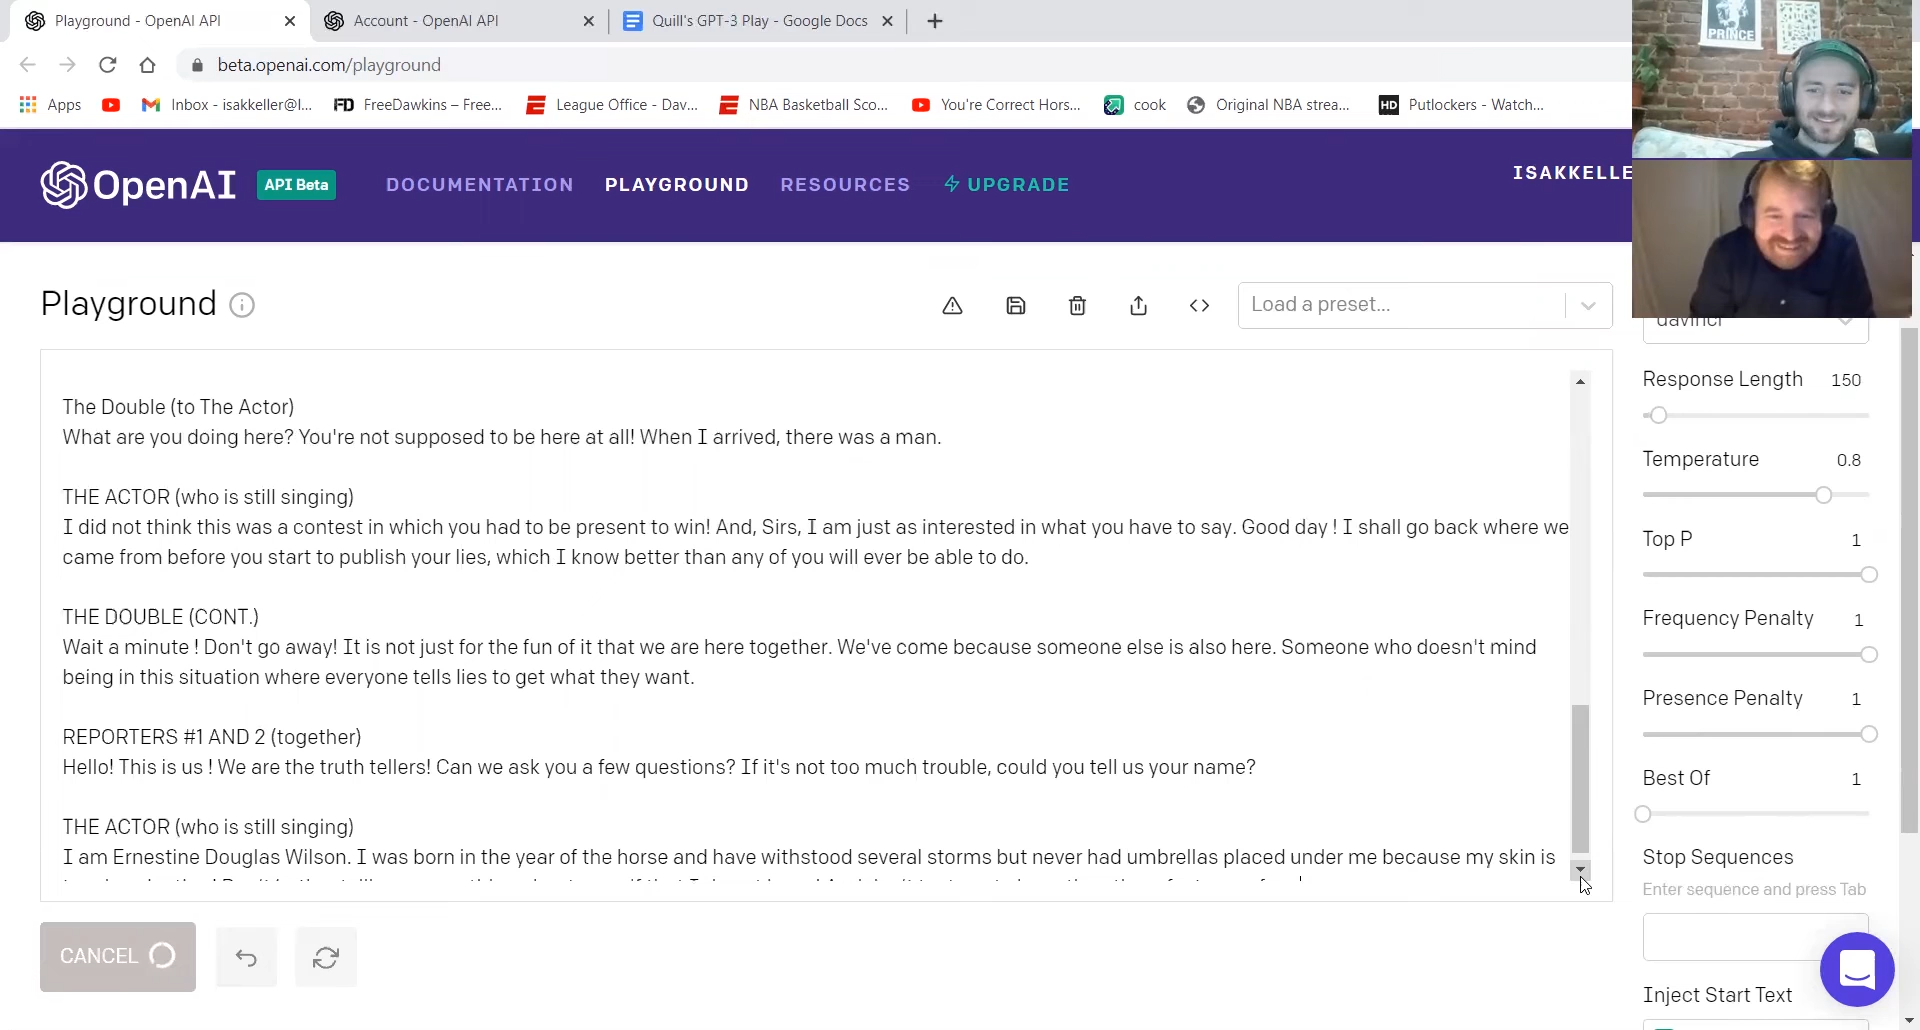 Playground - OpenAI API
Account - OpenAI API
Quill's GPT-3 Play - Google Docs
beta.openai.com/playground
Apps
Inbox - isakkeller@l...
FD FreeDawkins – Free...
League Office - Dav...
NBA Basketball Sco...
You're Correct Hors...
cook
Original NBA strea...
HD Putlockers - Watch...
PRINCE
OpenAI
API Beta
DOCUMENTATION
PLAYGROUND
RESOURCES
UPGRADE
ISAKKELLE
Playground
Load a preset...
davinci
The Double (to The Actor)
What are you doing here? You're not supposed to be here at all! When I arrived, there was a man.
THE ACTOR (who is still singing)
I did not think this was a contest in which you had to be present to win! And, Sirs, I am just as interested in what you have to say. Good day ! I shall go back where we
came from before you start to publish your lies, which I know better than any of you will ever be able to do.
THE DOUBLE (CONT.)
Wait a minute ! Don't go away! It is not just for the fun of it that we are here together. We've come because someone else is also here. Someone who doesn't mind
being in this situation where everyone tells lies to get what they want.
REPORTERS #1 AND 2 (together)
Hello! This is us ! We are the truth tellers! Can we ask you a few questions? If it's not too much trouble, could you tell us your name?
THE ACTOR (who is still singing)
I am Ernestine Douglas Wilson. I was born in the year of the horse and have withstood several storms but never had umbrellas placed under me because my skin is
CANCEL
Response Length 150
Temperature 0.8
Top P 1
Frequency Penalty 1
Presence Penalty 1
Best Of 1
Stop Sequences
Enter sequence and press Tab
Inject Start Text